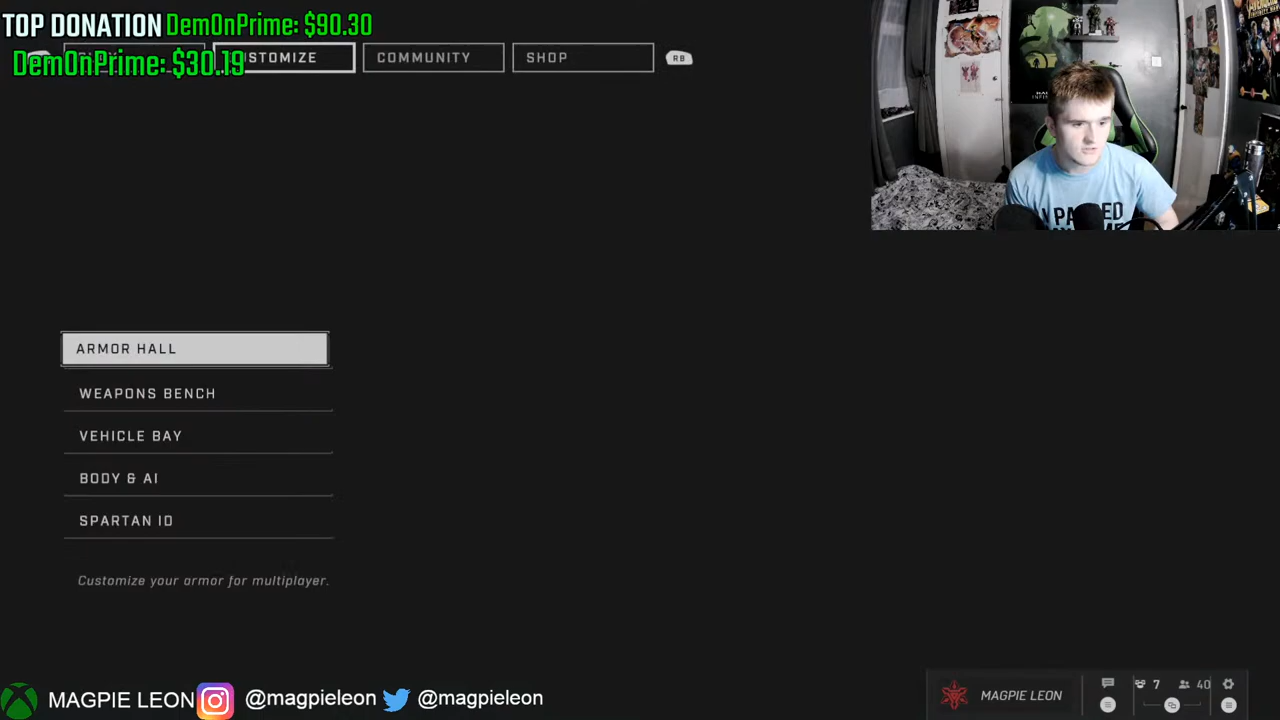 TOP DONATION DemOnPrime: $90.30
DemOnPrime: $30.19
STOMIZE
COMMUNITY
SHOP
RB
ARMOR HALL
WEAPONS BENCH
VEHICLE BAY
BODY & AI
SPARTAN ID
Customize your armor for multiplayer.
MAGPIE LEON @magpieleon @magpieleon
MAGPIE LEON
7
40